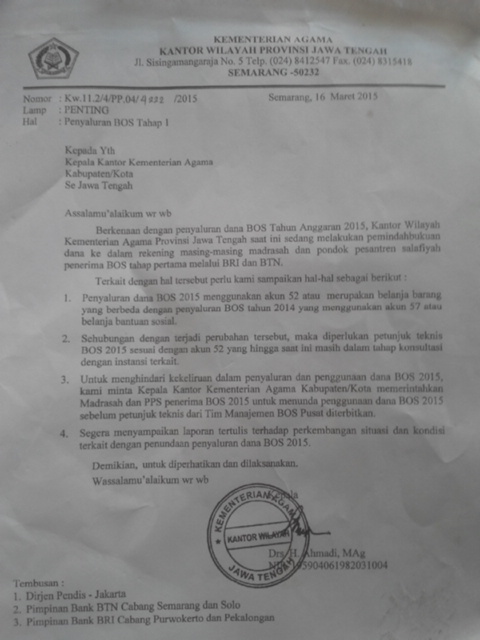 KEMENTERIAN AGAMA
KANTOR WILAYAH PROVINSI JAWA TENGAH
Jl. Sisingamangaraja No. 5 Telp. (024) 8412547 Fax. (024) 8315418
SEMARANG -50232
Nomor : Kw.11.2/4/PP.04/ /2015 Semarang, 16 Maret 2015
Lamp : PENTING
Hal : Penyaluran BOS Tahap 1
Kepada Yth
Kepala Kantor Kementerian Agama
Kabupaten/Kota
Se Jawa Tengah
Assalamu'alaikum wr wb
Berkenaan dengan penyaluran dana BOS Tahun Anggaran 2015, Kantor Wilayah
Kementerian Agama Provinsi Jawa Tengah saat ini sedang melakukan pemindahbukuan
dana ke dalam rekening masing-masing madrasah dan pondok pesantren salafiyah
penerima BOS tahap pertama melalui BRI dan BTN.
Terkait dengan hal tersebut perlu kami sampaikan hal-hal sebagai berikut :
1. Penyaluran dana BOS 2015 menggunakan akun 52 atau merupakan belanja barang
yang berbeda dengan penyaluran BOS tahun 2014 yang menggunakan akun 57 atau
belanja bantuan sosial.
2. Sehubungan dengan terjadi perubahan tersebut, maka diperlukan petunjuk teknis
BOS 2015 sesuai dengan akun 52 yang hingga saat ini masih dalam tahap konsultasi
dengan instansi terkait.
3. Untuk menghindari kekeliruan dalam penyaluran dan penggunaan dana BOS 2015,
kami minta Kepala Kantor Kementerian Agama Kabupaten/Kota memerintahkan
Madrasah dan PPS penerima BOS 2015 untuk menunda penggunaan dana BOS 2015
sebelum petunjuk teknis dari Tim Manajemen BOS Pusat diterbitkan.
4. Segera menyampaikan laporan tertulis terhadap perkembangan situasi dan kondisi
terkait dengan penundaan penyaluran dana BOS 2015.
Demikian, untuk diperhatikan dan dilaksanakan.
Wassalamu'alaikum wr wb
Kepala
KEMENTERIAN AGAMA
KANTOR WILAYAH
JAWA TENGAH
Drs. H. Ahmadi, MAg
5904061982031004
Tembusan :
1. Dirjen Pendis - Jakarta
2. Pimpinan Bank BTN Cabang Semarang dan Solo
3. Pimpinan Bank BRI Cabang Purwokerto dan Pekalongan